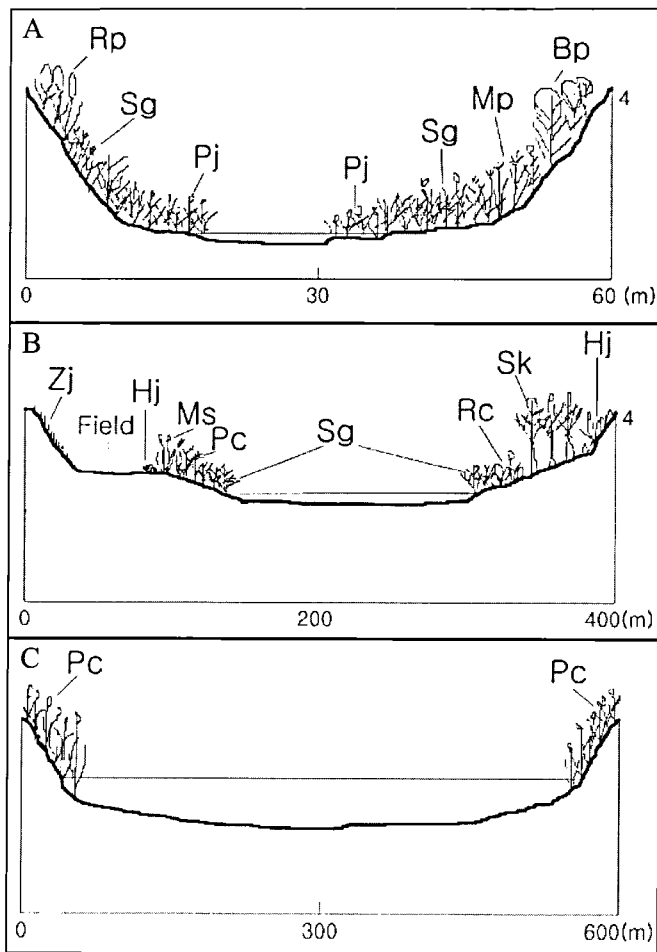 A
Rp
Bp
Sg
Mp
4
Sg
Pj
Pj
0
30
60 (m)
B
Hj
Sk
Zj
Hj
Ms
4
Field
Rc
Pc
Sg
0
200
400(m)
C
Pc
Pc
0
300
600(m)